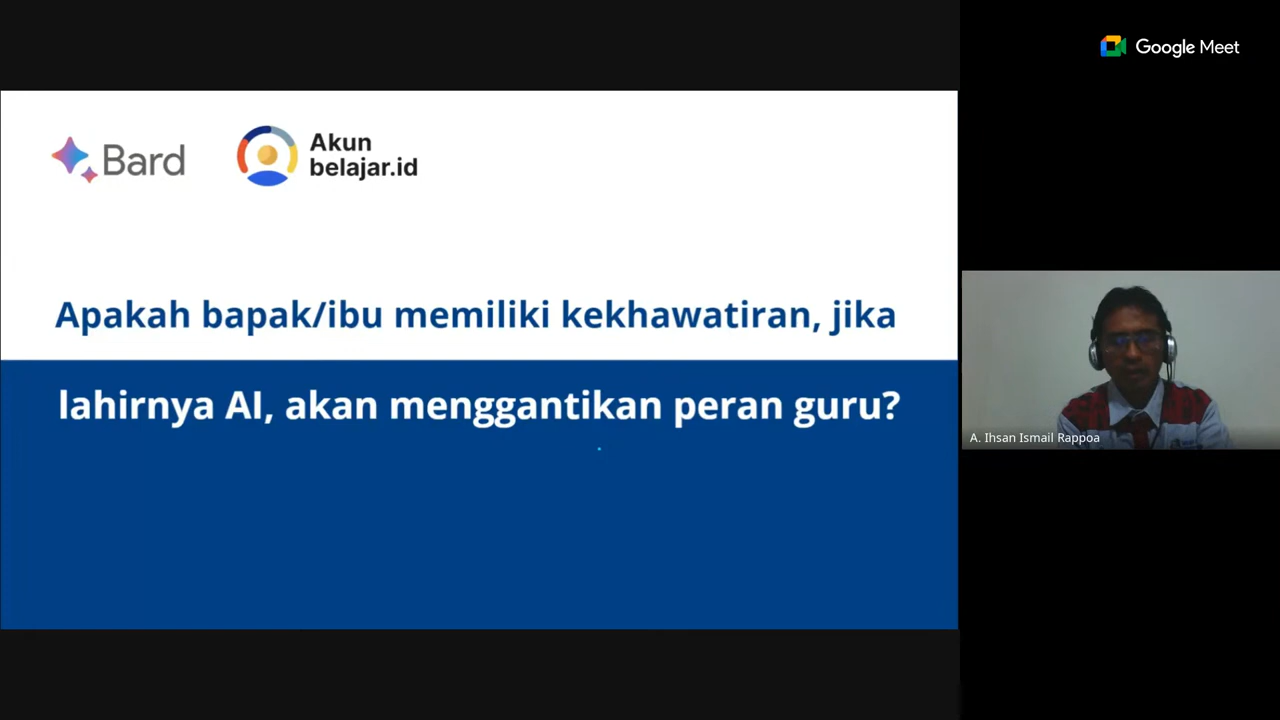 Google Meet
Bard
Akun
belajar.id
Apakah bapak/ibu memiliki kekhawatiran, jika
lahirnya AI, akan menggantikan peran guru?
A. Ihsan Ismail Rappoa